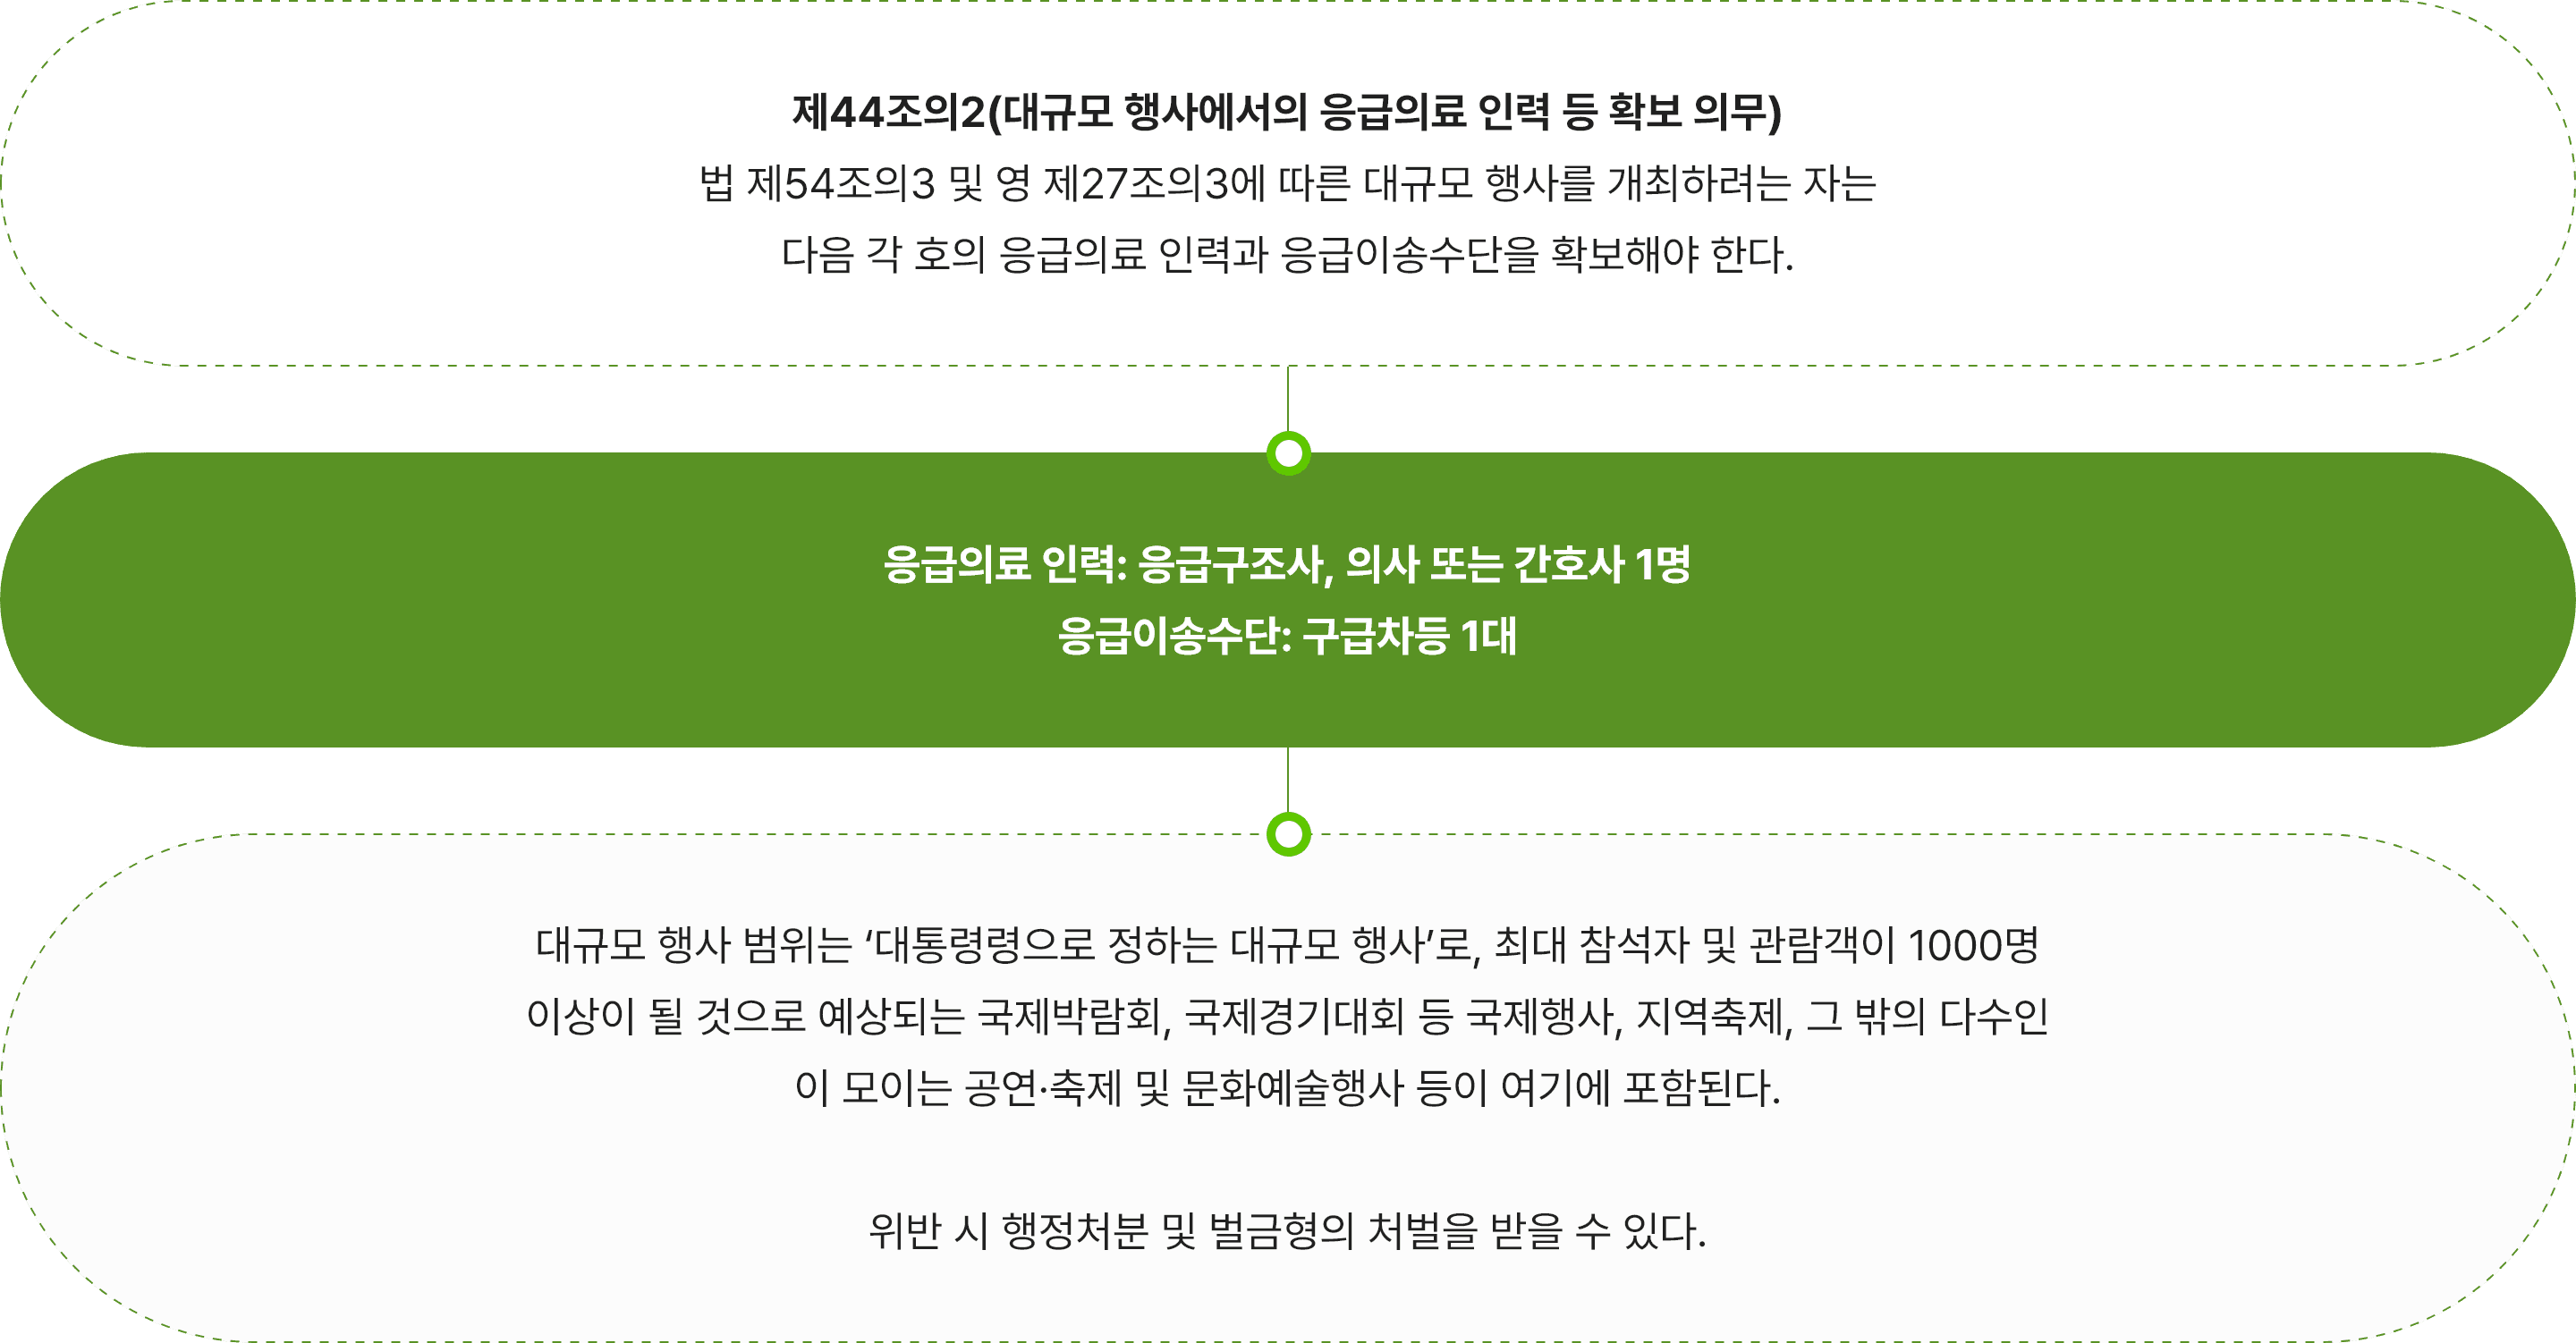 제44조의2(대규모 행사에서의 응급의료 인력 등 확보 의무)
법 제54조의3 및 영 제27조의3에 따른 대규모 행사를 개최하려는 자는
다음 각 호의 응급의료 인력과 응급이송수단을 확보해야 한다.
응급의료 인력: 응급구조사, 의사 또는 간호사 1명
응급이송수단: 구급차등 1대
대규모 행사 범위는 ‘대통령령으로 정하는 대규모 행사’로, 최대 참석자 및 관람객이 1000명
이상이 될 것으로 예상되는 국제박람회, 국제경기대회 등 국제행사, 지역축제, 그 밖의 다수인
이 모이는 공연·축제 및 문화예술행사 등이 여기에 포함된다.
위반 시 행정처분 및 벌금형의 처벌을 받을 수 있다.